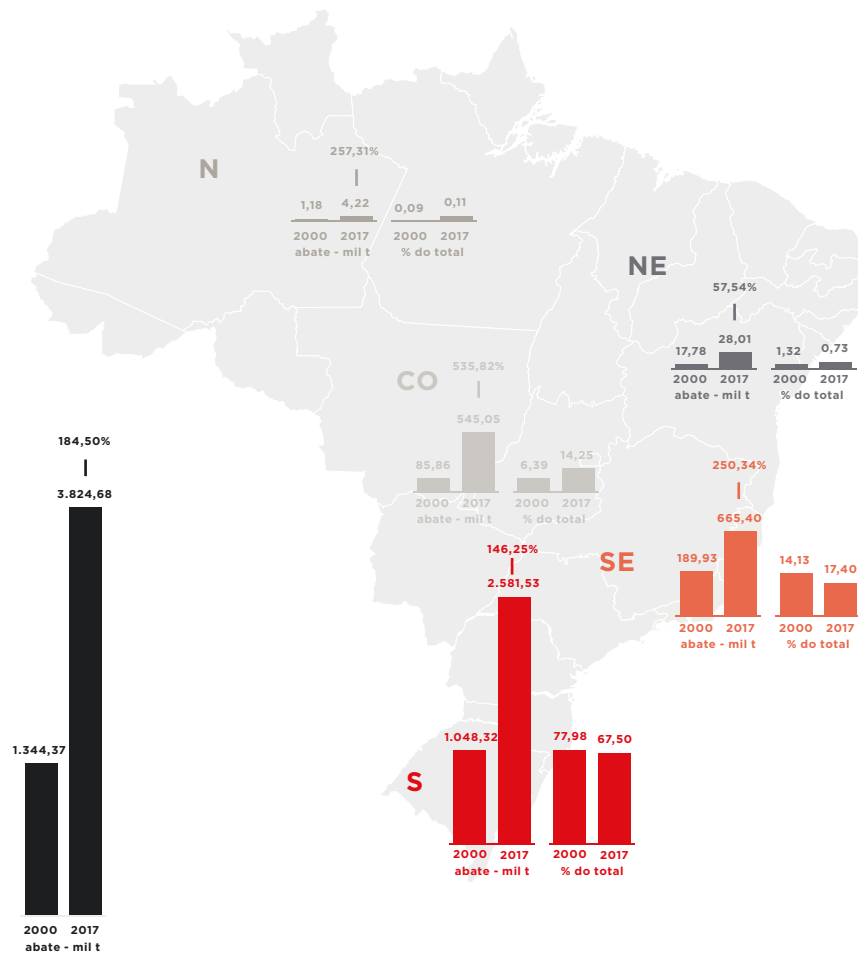 N
257,31%
1,18 4,22 0,09 0,11
2000 2017 2000 2017
abate - mil t % do total
NE
57,54%
17,78 28,01 1,32 0,73
2000 2017 2000 2017
abate - mil t % do total
CO
535,82%
545,05
85,86 6,39 14,25
2000 2017 2000 2017
abate - mil t % do total
184,50%
3.824,68
1.344,37
2000 2017
abate - mil t
SE
250,34%
665,40
189,93 14,13 17,40
2000 2017 2000 2017
abate - mil t % do total
S
146,25%
2.581,53
1.048,32 77,98 67,50
2000 2017 2000 2017
abate - mil t % do total